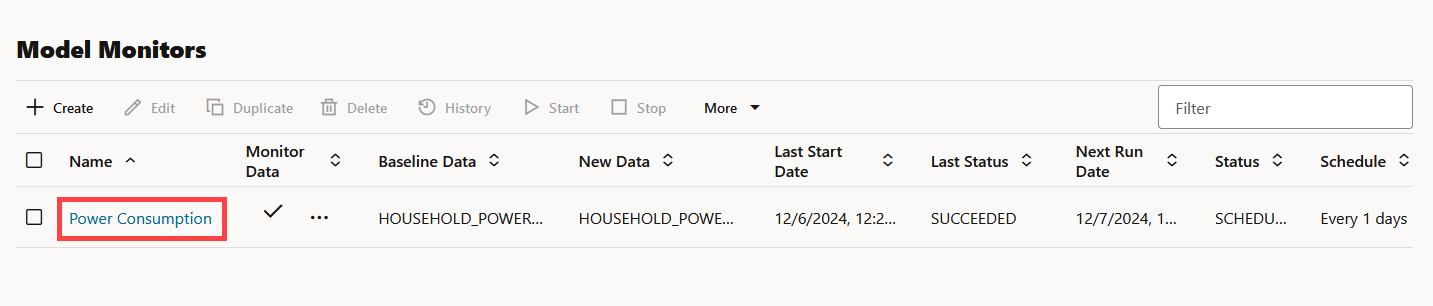 Model Monitors
Create Edit Duplicate Delete History Start Stop More Filter
Name Monitor Data Baseline Data New Data Last Start Date Last Status Next Run Date Status Schedule
Power Consumption ... HOUSEHOLD_POWER... HOUSEHOLD_POWE... 12/6/2024, 12:2... SUCCEEDED 12/7/2024, 1... SCHEDU... Every 1 days